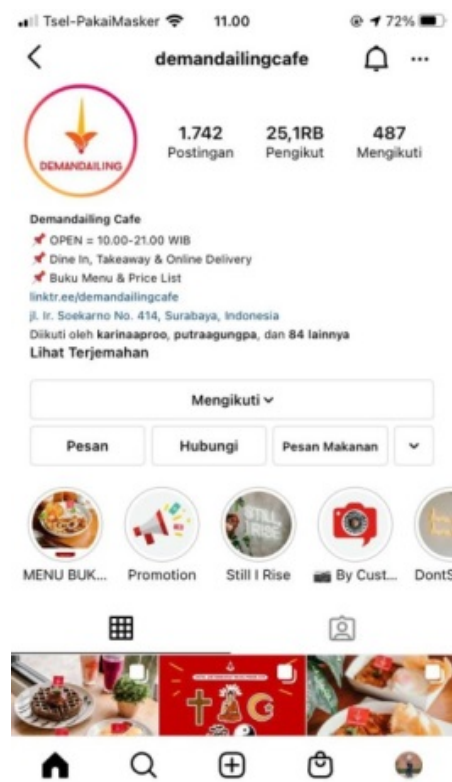 Tsel-PakaiMasker 11.00 72%
demandailingcafe
DEMANDAILING
1.742 25,1RB 487
Postingan Pengikut Mengikuti
Demandailing Cafe
OPEN = 10.00-21.00 WIB
Dine In, Takeaway & Online Delivery
Buku Menu & Price List
linktr.ee/demandailingcafe
jl. Ir. Soekarno No. 414, Surabaya, Indonesia
Diikuti oleh karinaaproo, putraagungpa, dan 84 lainnya
Lihat Terjemahan
Mengikuti
Pesan Hubungi Pesan Makanan
STILL I RISE
MENU BUK... Promotion Still I Rise By Cust... DontS